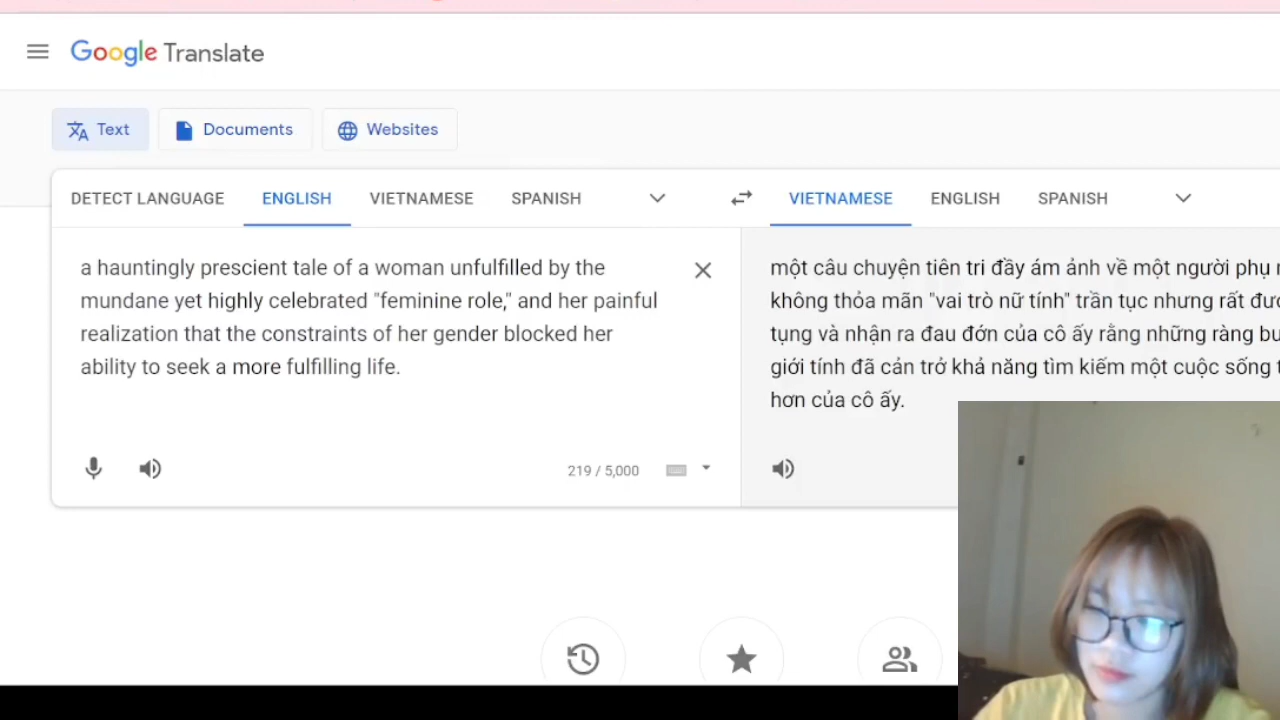 Google Translate
Text
Documents
Websites
DETECT LANGUAGE
ENGLISH
VIETNAMESE
SPANISH
VIETNAMESE
ENGLISH
SPANISH
a hauntingly prescient tale of a woman unfulfilled by the
mundane yet highly celebrated "feminine role," and her painful
realization that the constraints of her gender blocked her
ability to seek a more fulfilling life.
219 / 5,000
một câu chuyện tiên tri đầy ám ảnh về một người phụ
không thỏa mãn "vai trò nữ tính" trần tục nhưng rất
tụng và nhận ra đau đớn của cô ấy rằng những ràng
giới tính đã cản trở khả năng tìm kiếm một cuộc sống
hơn của cô ấy.